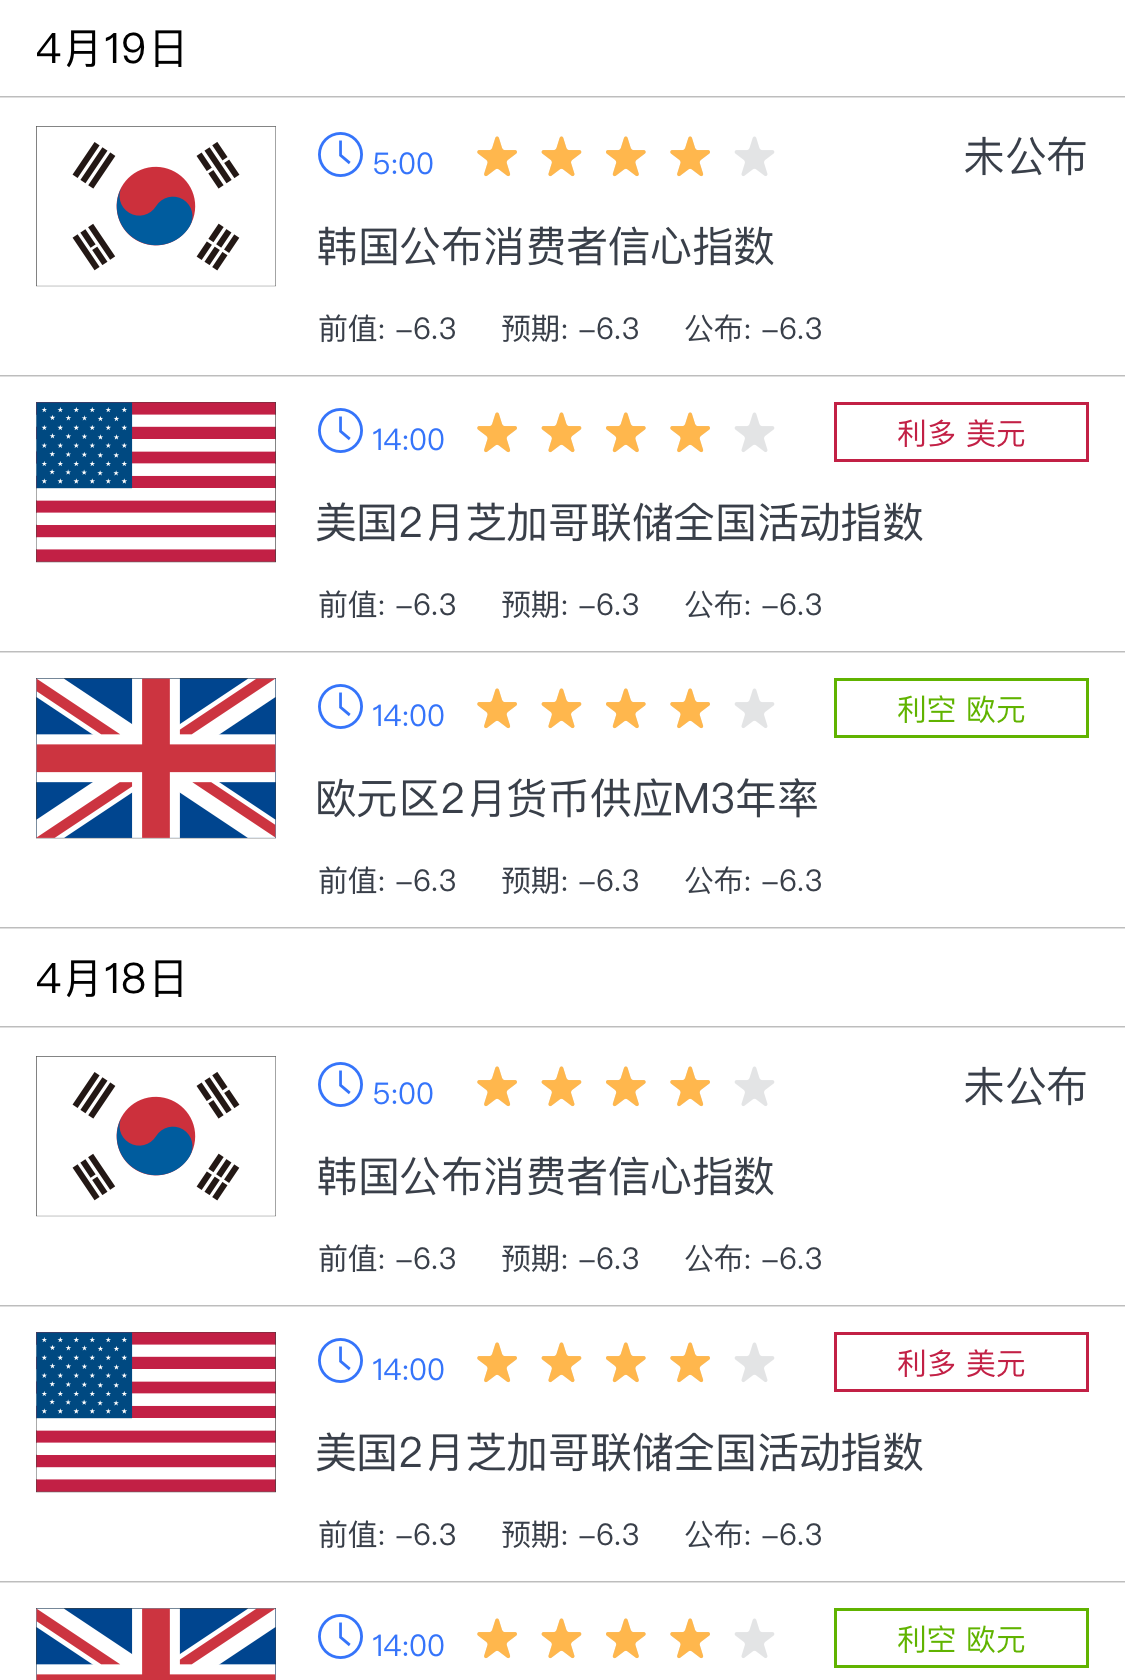 4月19日
5:00 未公布
韩国公布消费者信心指数
前值: -6.3 预期: -6.3 公布: -6.3
14:00 利多 美元
美国2月芝加哥联储全国活动指数
前值: -6.3 预期: -6.3 公布: -6.3
14:00 利空 欧元
欧元区2月货币供应M3年率
前值: -6.3 预期: -6.3 公布: -6.3
4月18日
5:00 未公布
韩国公布消费者信心指数
前值: -6.3 预期: -6.3 公布: -6.3
14:00 利多 美元
美国2月芝加哥联储全国活动指数
前值: -6.3 预期: -6.3 公布: -6.3
14:00 利空 欧元